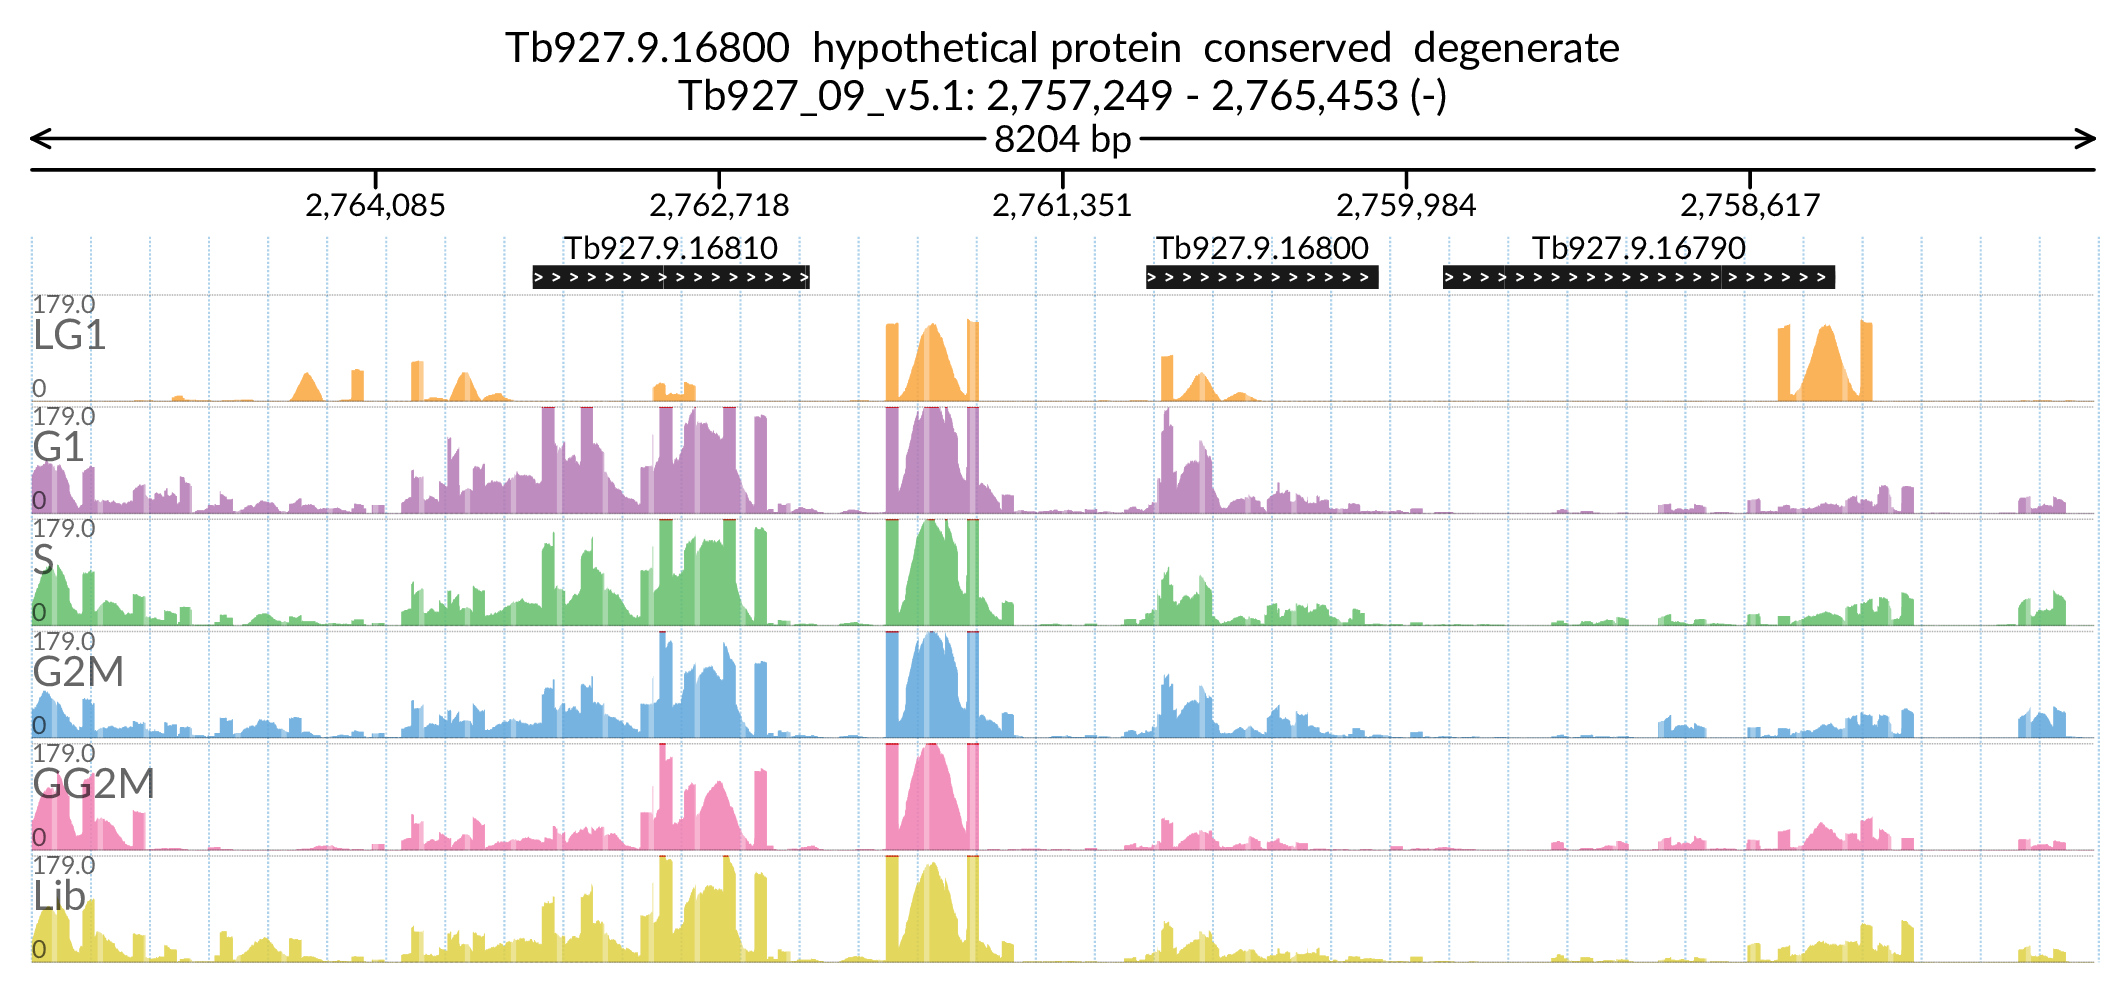 Tb927.9.16800 hypothetical protein conserved degenerate
Tb927_09_v5.1: 2,757,249 - 2,765,453 (-)
8204 bp
2,764,085 2,762,718 2,761,351 2,759,984 2,758,617
Tb927.9.16810 Tb927.9.16800 Tb927.9.16790
179.0
LG1
0
179.0
G1
0
179.0
S
0
179.0
G2M
0
179.0
GG2M
0
179.0
Lib
0